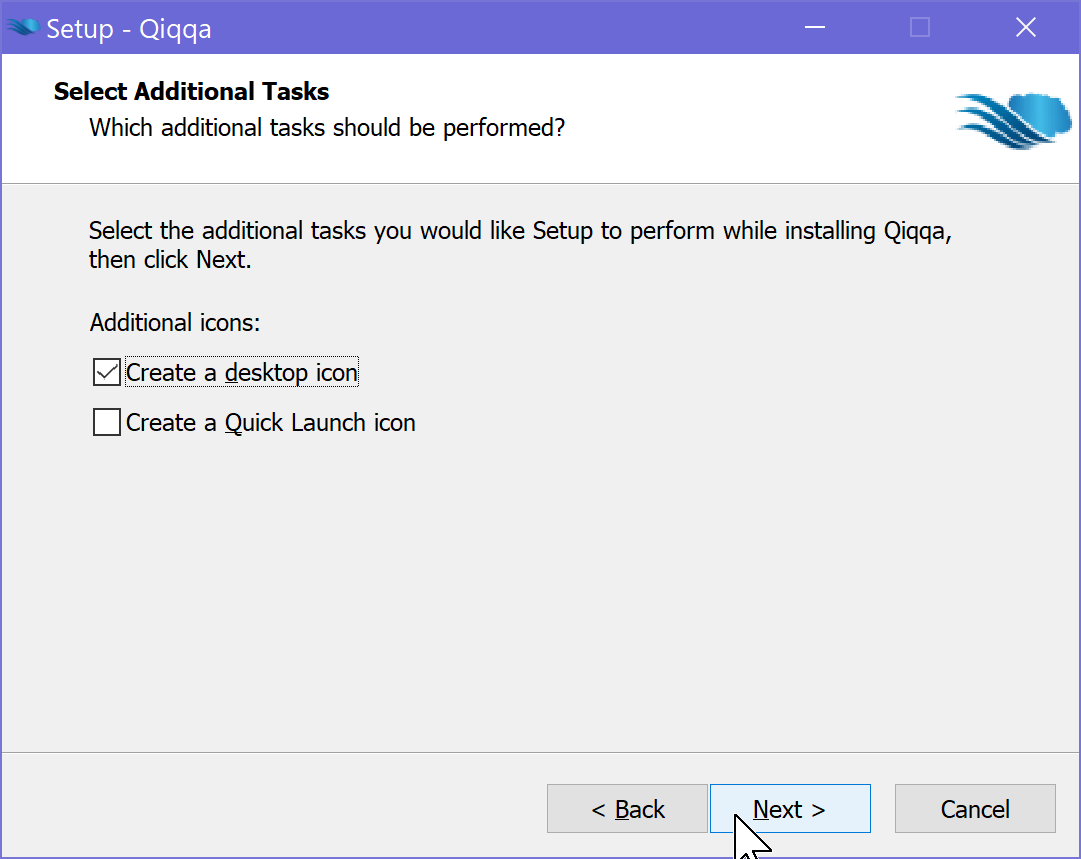 Setup - Qiqqa
Select Additional Tasks
Which additional tasks should be performed?
Select the additional tasks you would like Setup to perform while installing Qiqqa,
then click Next.
Additional icons:
Create a desktop icon
Create a Quick Launch icon
< Back
Next >
Cancel